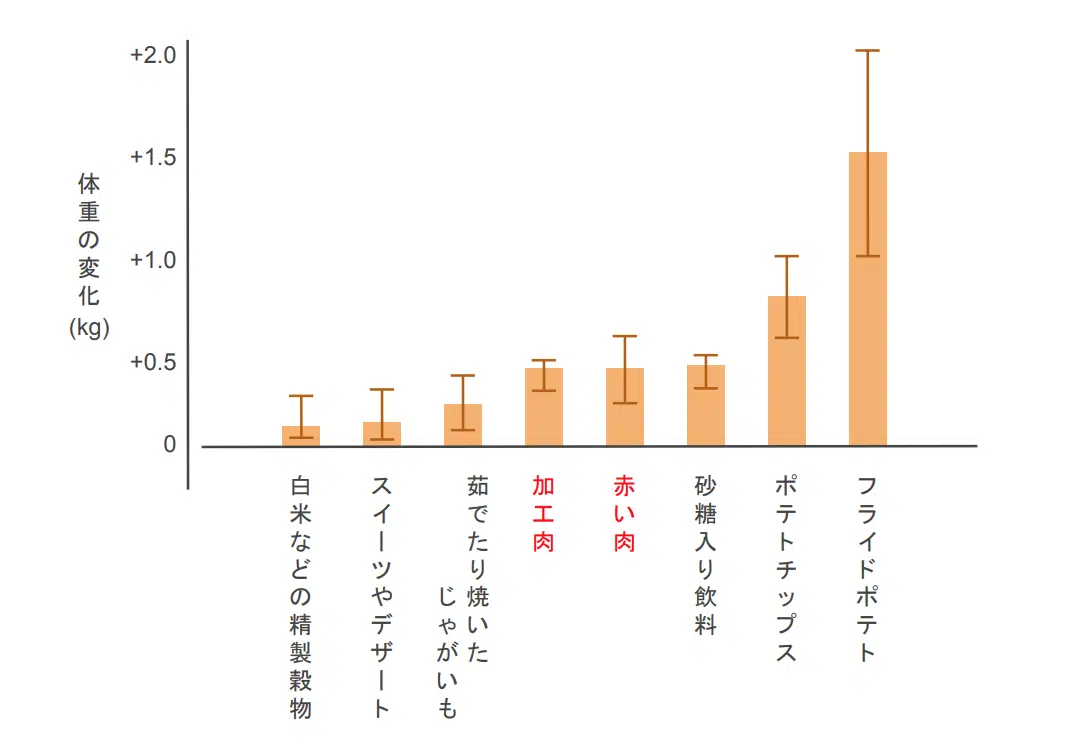 +2.0
+1.5
+1.0
+0.5
0
体重の変化
(kg)
白米などの精製穀物
スイーツやデザート
茹でたり焼いた
じゃがいも
加工肉
赤い肉
砂糖入り飲料
ポテトチップス
フライドポテト